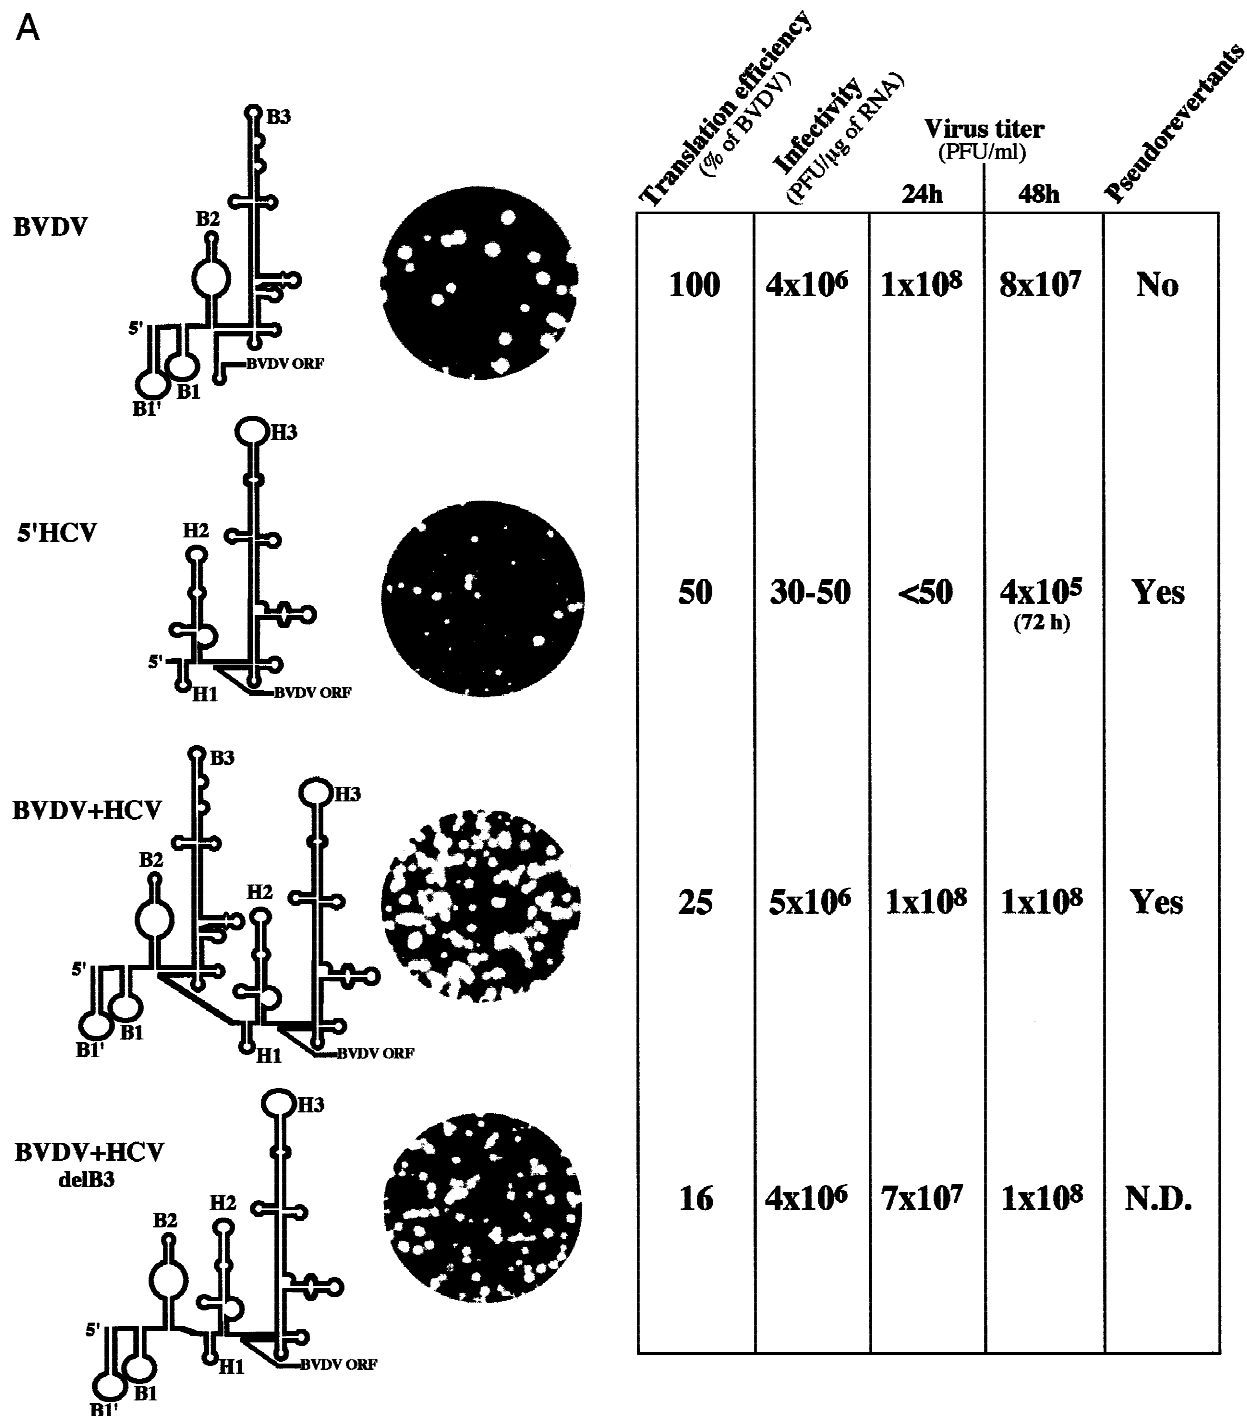 A
Translation efficiency
(% of BVDV)
Infectivity
(PFU/µg of RNA)
Virus titer
(PFU/ml)
24h
48h
Pseudorevertants
BVDV
B3
B2
5'
B1'
B1
BVDV ORF
100
4x10⁶
1x10⁸
8x10⁷
No
5'HCV
H3
H2
5'
H1
BVDV ORF
50
30-50
<50
4x10⁵
(72 h)
Yes
BVDV+HCV
B3
H3
B2
H2
5'
B1'
B1
H1
BVDV ORF
25
5x10⁶
1x10⁸
1x10⁸
Yes
BVDV+HCV
delB3
H3
H2
B2
5'
B1'
B1
H1
BVDV ORF
16
4x10⁶
7x10⁷
1x10⁸
N.D.